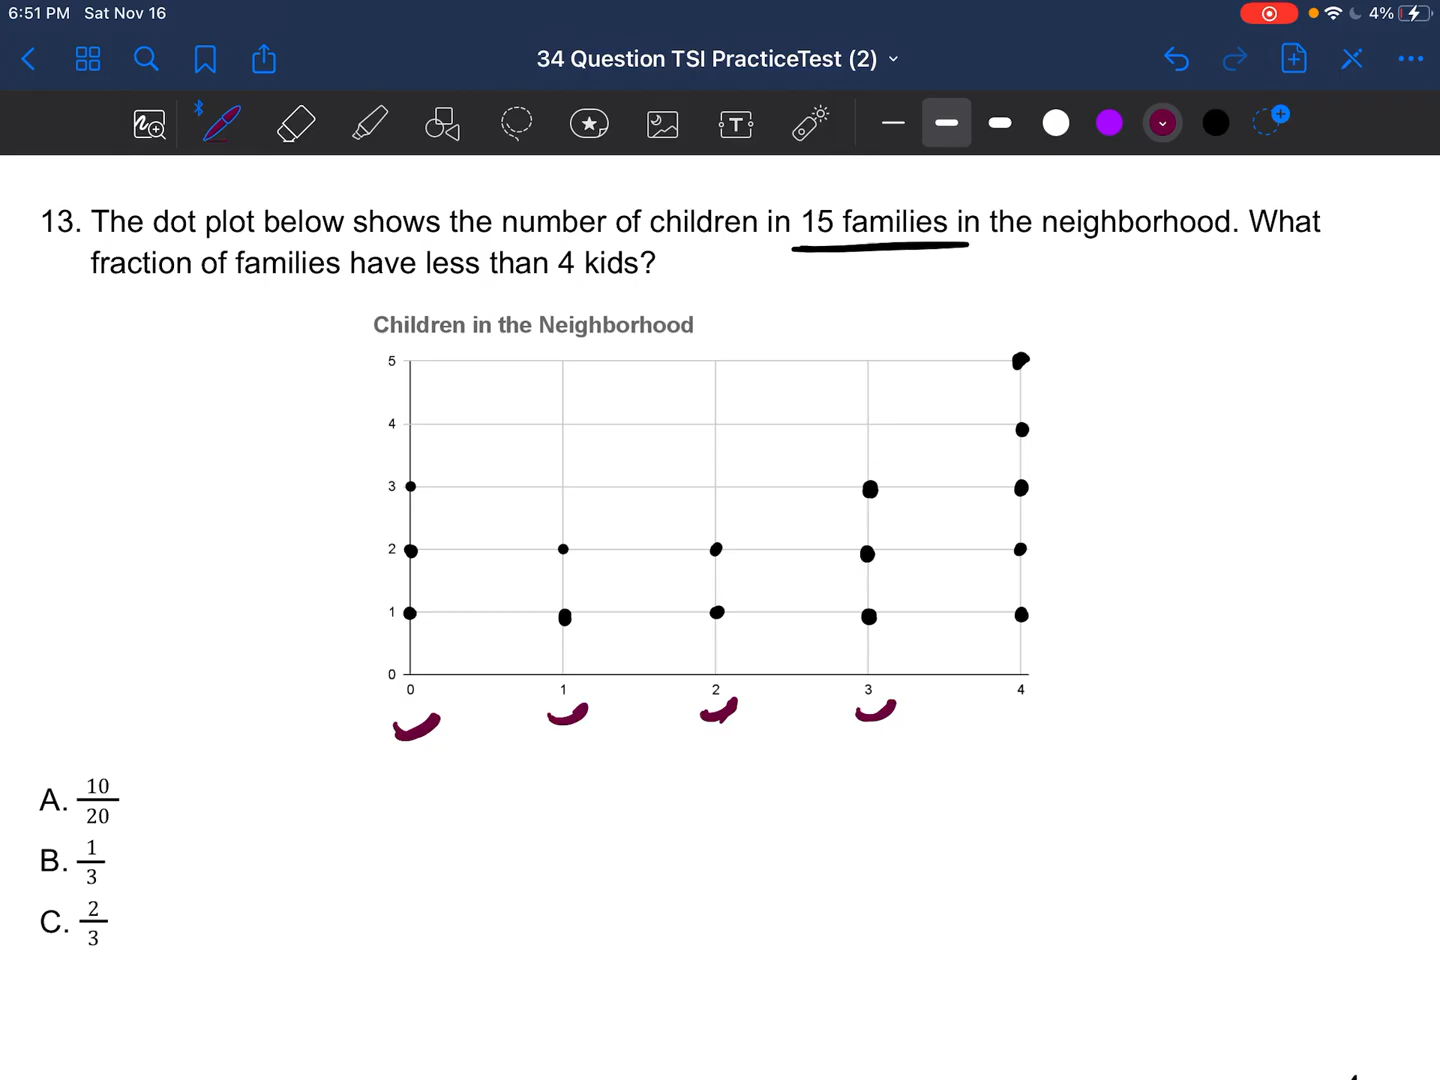 6:51 PM Sat Nov 16
4%
34 Question TSI PracticeTest (2)
T
13. The dot plot below shows the number of children in 15 families in the neighborhood. What
fraction of families have less than 4 kids?
Children in the Neighborhood
5
4
3
2
1
0
0 1 2 3 4
A. 10/20
B. 1/3
C. 2/3